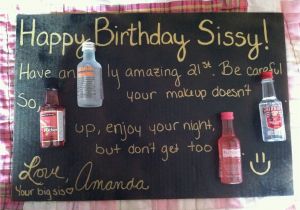 Happy Birthday Sissy!
Have an ly amazing 21st. Be careful
So, your makeup doesn't
up, enjoy your night,
but don't get too
Love,
Your big sis Amanda